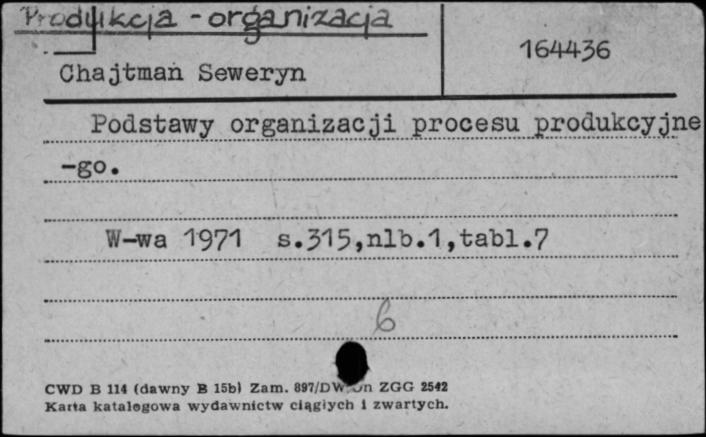 Produkcja - organizacja
164436
Chajtman Seweryn
Podstawy organizacji procesu produkcyjne
-go.
W-wa 1971 s.315,nlb.1,tabl.7
6
CWD B 114 (dawny B 15b) Zam. 897/DW. ZGG 2542
Karta katalogowa wydawnictw ciągłych i zwartych.